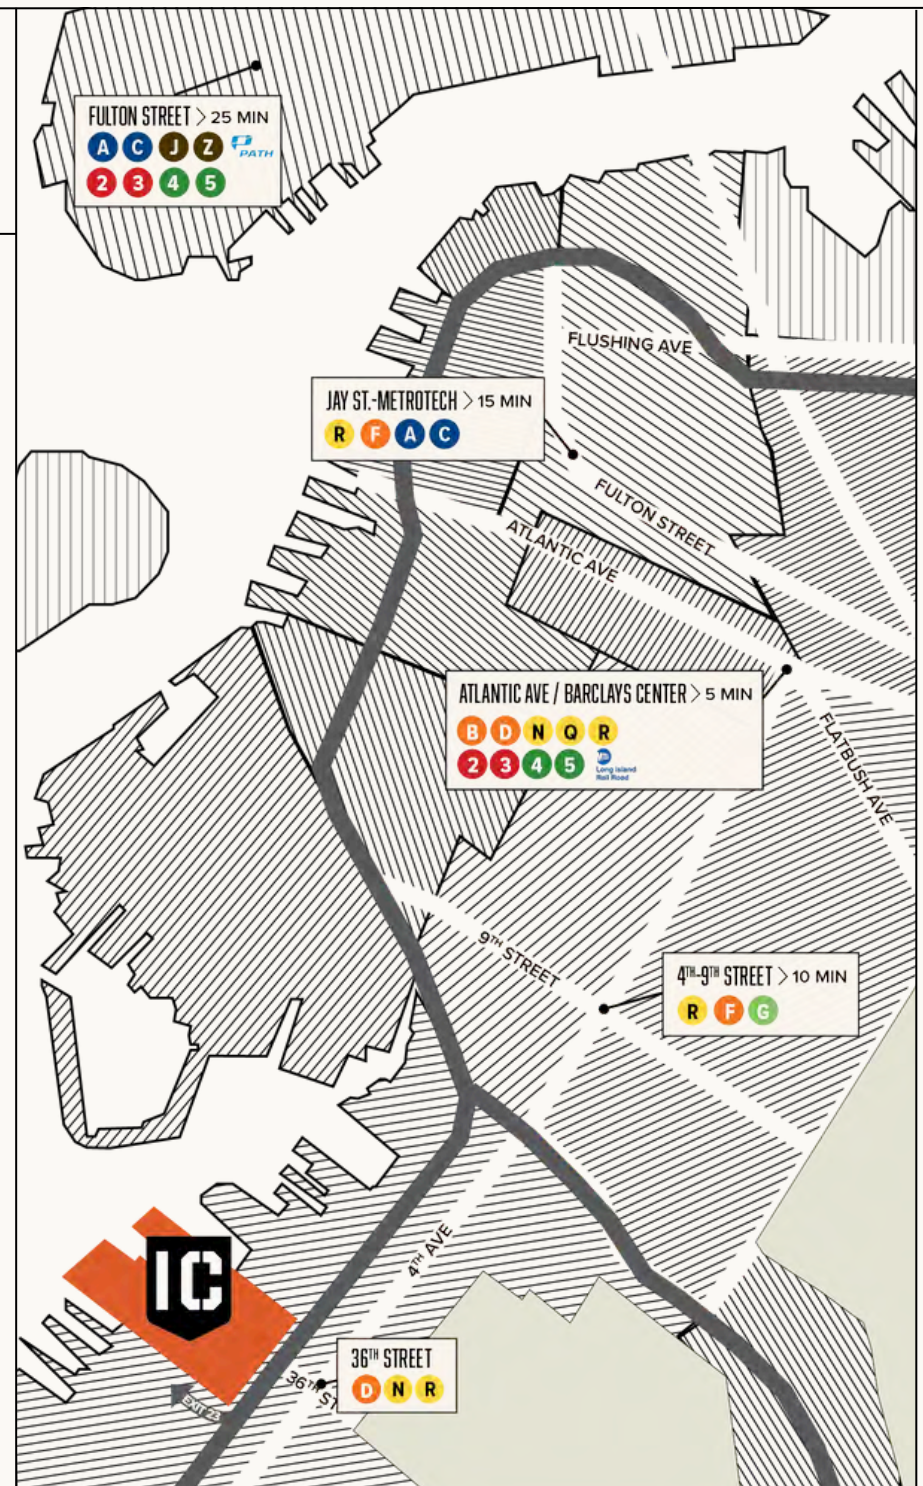 FULTON STREET > 25 MIN
A C J Z PATH
2 3 4 5
FLUSHING AVE
JAY ST.-METROTECH > 15 MIN
R F A C
FULTON STREET
ATLANTIC AVE
ATLANTIC AVE / BARCLAYS CENTER > 5 MIN
B D N Q R
2 3 4 5
Long Island
Rail Road
FLATBUSH AVE
9TH STREET
4TH-9TH STREET > 10 MIN
R F G
4TH AVE
IC
36TH STREET
D N R
36TH ST